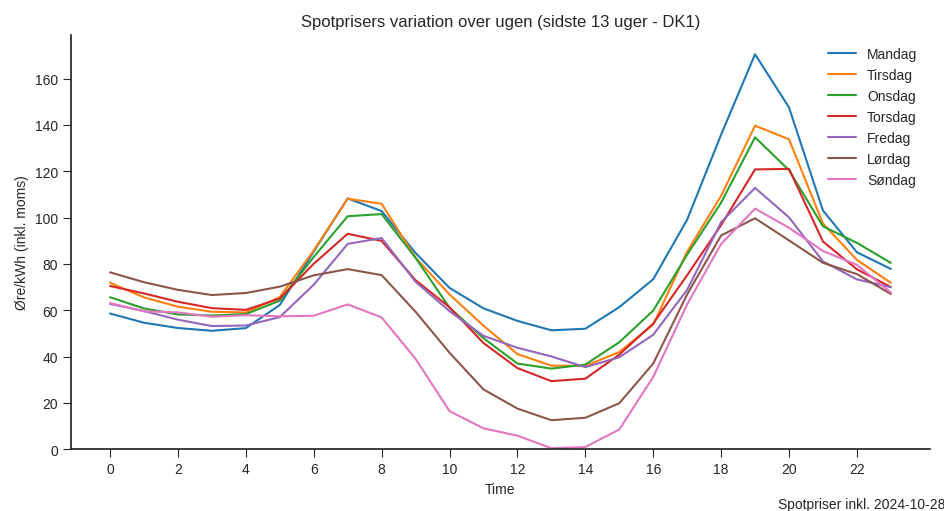 Spotprisers variation over ugen (sidste 13 uger - DK1)
Øre/kWh (inkl. moms)
160
140
120
100
80
60
40
20
0
0 2 4 6 8 10 12 14 16 18 20 22
Time
Mandag
Tirsdag
Onsdag
Torsdag
Fredag
Lørdag
Søndag
Spotpriser inkl. 2024-10-28